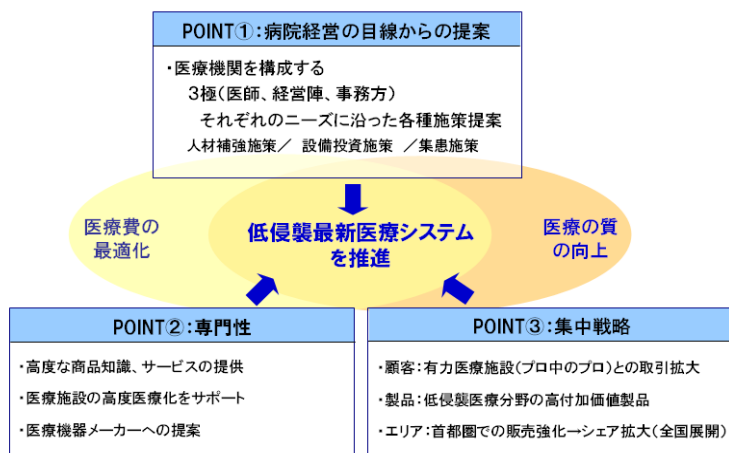 POINT①：病院経営の目線からの提案
・医療機関を構成する
3極（医師、経営陣、事務方）
それぞれのニーズに沿った各種施策提案
人材補強施策／ 設備投資施策 ／集患施策
医療費の
最適化
低侵襲最新医療システム
を推進
医療の質
の向上
POINT②：専門性
・高度な商品知識、サービスの提供
・医療施設の高度医療化をサポート
・医療機器メーカーへの提案
POINT③：集中戦略
・顧客：有力医療施設（プロ中のプロ）との取引拡大
・製品：低侵襲医療分野の高付加価値製品
・エリア：首都圏での販売強化→シェア拡大（全国展開）